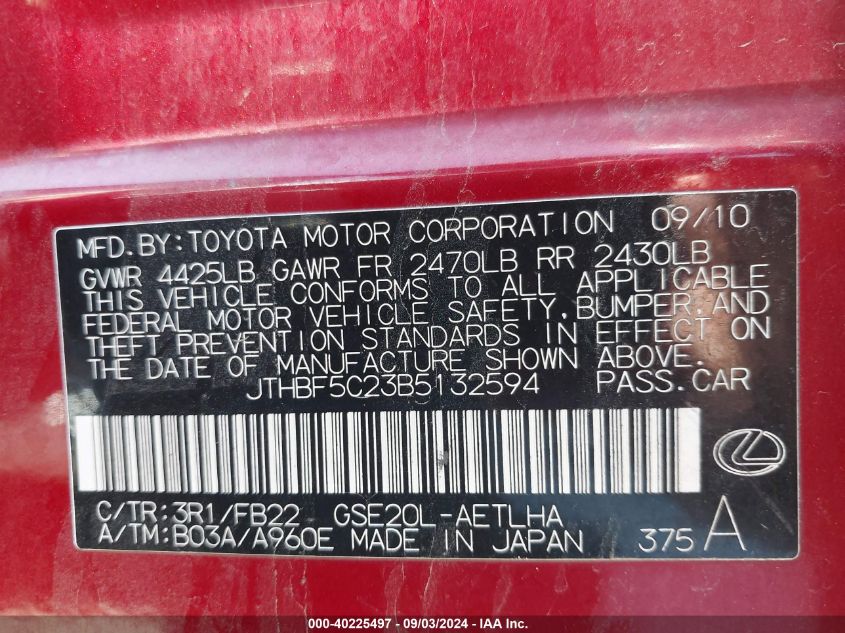 MFD.BY:TOYOTA MOTOR CORPORATION 09/10
GVWR 4425LB GAWR FR 2470LB RR 2430LB
THIS VEHICLE CONFORMS TO ALL APPLICABLE
FEDERAL MOTOR VEHICLE SAFETY,BUMPER,AND
THEFT PREVENTION STANDARDS IN EFFECT ON
THE DATE OF MANUFACTURE SHOWN ABOVE.
JTHBF5C23B5132594 PASS.CAR
C/TR:3R1/FB22 GSE20L-AETLHA
A/TM:B03A/A960E MADE IN JAPAN 375 A
000-40225497 - 09/03/2024 - IAA Inc.